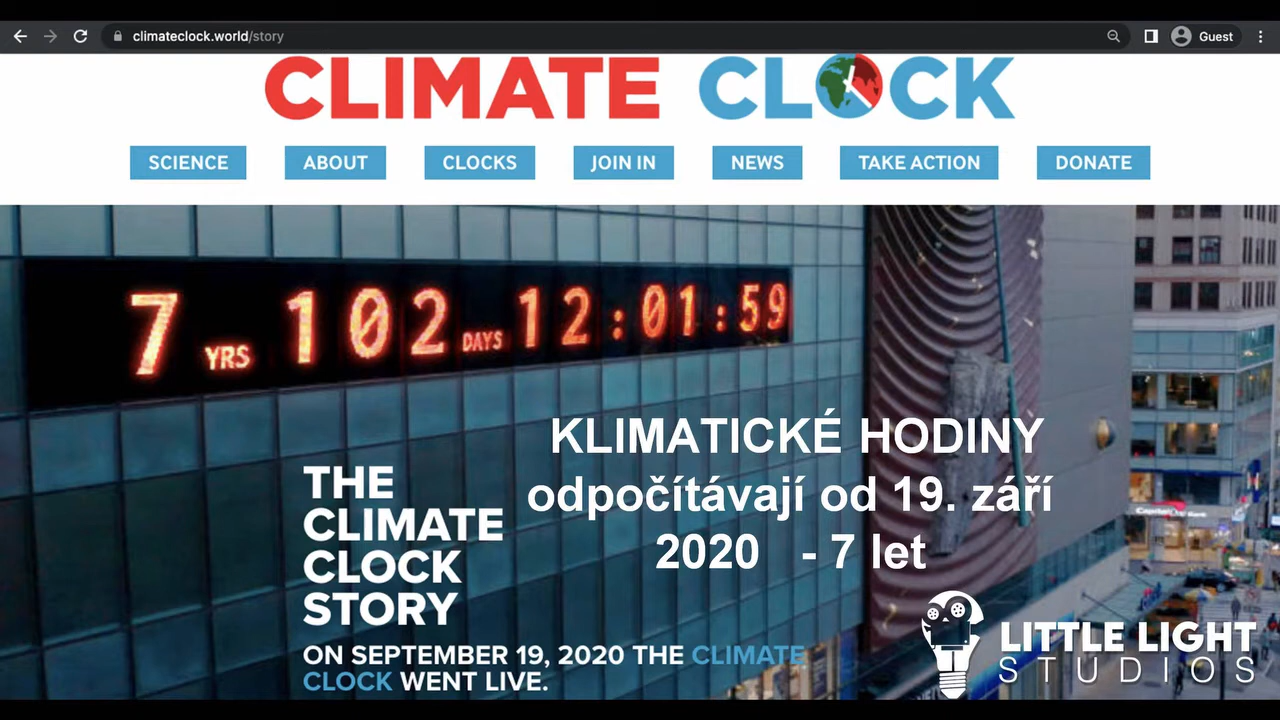 climateclock.world/story
Guest
CLIMATE CLOCK
SCIENCE ABOUT CLOCKS JOIN IN NEWS TAKE ACTION DONATE
7 YRS 102 DAYS 12:01:59
KLIMATICKÉ HODINY
odpočítávají od 19. září
2020 - 7 let
THE
CLIMATE
CLOCK
STORY
ON SEPTEMBER 19, 2020 THE CLIMATE
CLOCK WENT LIVE.
LITTLE LIGHT
STUDIOS